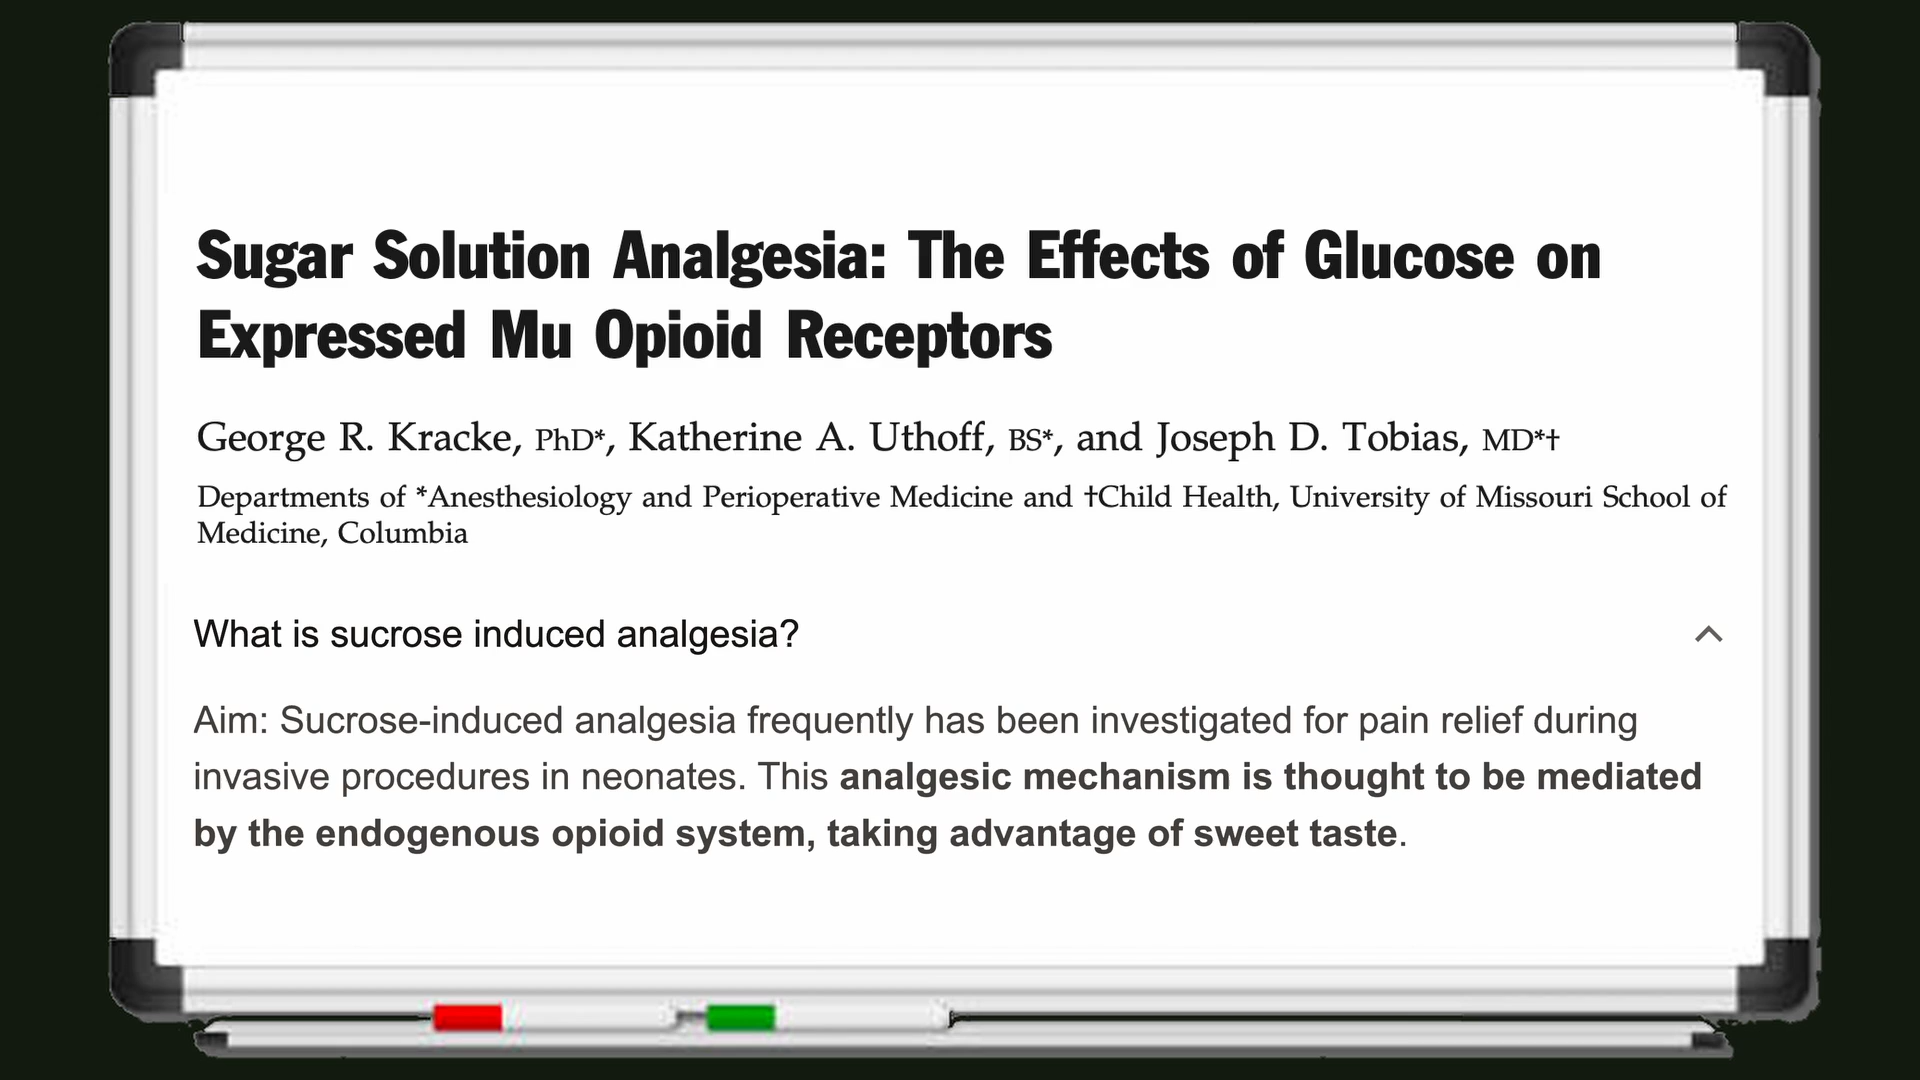 Sugar Solution Analgesia: The Effects of Glucose on
Expressed Mu Opioid Receptors
George R. Kracke, PhD*, Katherine A. Uthoff, BS*, and Joseph D. Tobias, MD*†
Departments of *Anesthesiology and Perioperative Medicine and †Child Health, University of Missouri School of
Medicine, Columbia
What is sucrose induced analgesia?
Aim: Sucrose-induced analgesia frequently has been investigated for pain relief during
invasive procedures in neonates. This analgesic mechanism is thought to be mediated
by the endogenous opioid system, taking advantage of sweet taste.